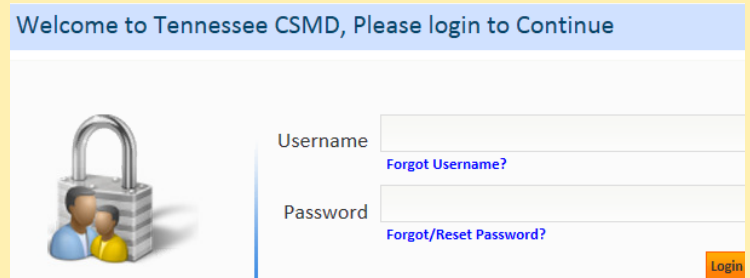 Welcome to Tennessee CSMD, Please login to Continue
Username
Forgot Username?
Password
Forgot/Reset Password?
Login